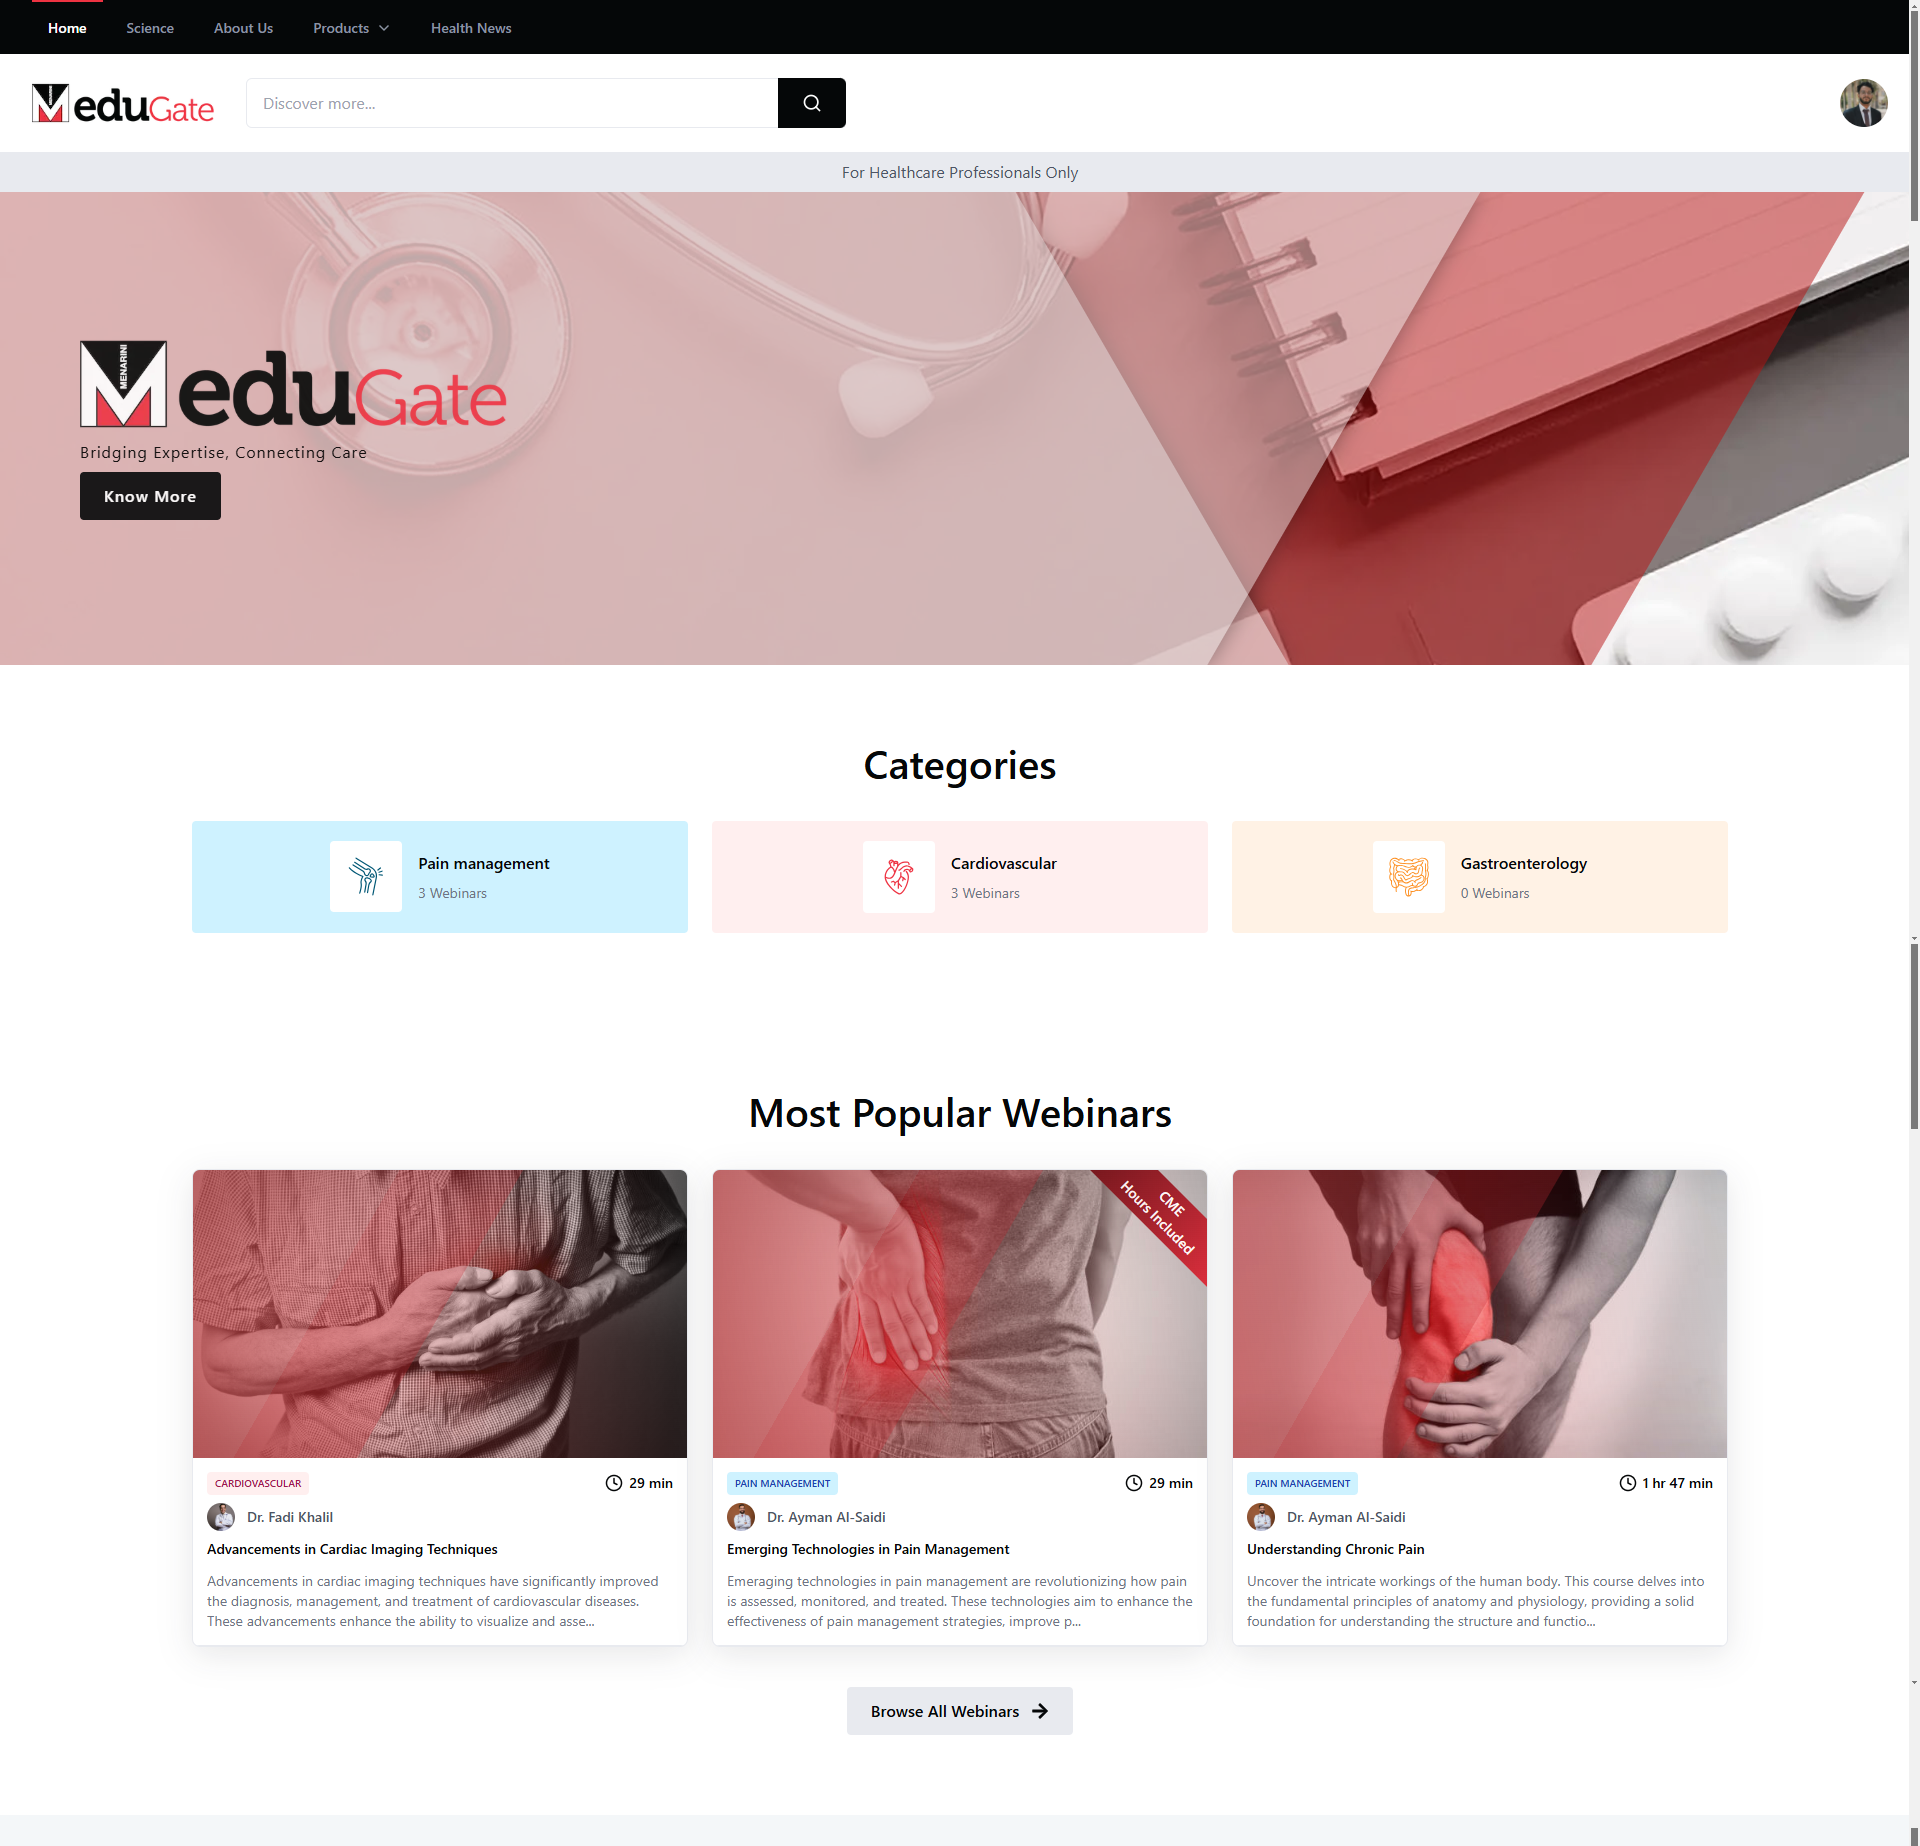 Home Science About Us Products Health News
M eduGate
Discover more...
For Healthcare Professionals Only
MENARINI
M eduGate
Bridging Expertise, Connecting Care
Know More
Categories
Pain management
3 Webinars
Cardiovascular
3 Webinars
Gastroenterology
0 Webinars
Most Popular Webinars
CARDIOVASCULAR 29 min
Dr. Fadi Khalil
Advancements in Cardiac Imaging Techniques
Advancements in cardiac imaging techniques have significantly improved
the diagnosis, management, and treatment of cardiovascular diseases.
These advancements enhance the ability to visualize and asse...
CME
Hours Included
PAIN MANAGEMENT 29 min
Dr. Ayman Al-Saidi
Emerging Technologies in Pain Management
Emeraging technologies in pain management are revolutionizing how pain
is assessed, monitored, and treated. These technologies aim to enhance the
effectiveness of pain management strategies, improve p...
PAIN MANAGEMENT 1 hr 47 min
Dr. Ayman Al-Saidi
Understanding Chronic Pain
Uncover the intricate workings of the human body. This course delves into
the fundamental principles of anatomy and physiology, providing a solid
foundation for understanding the structure and functio...
Browse All Webinars